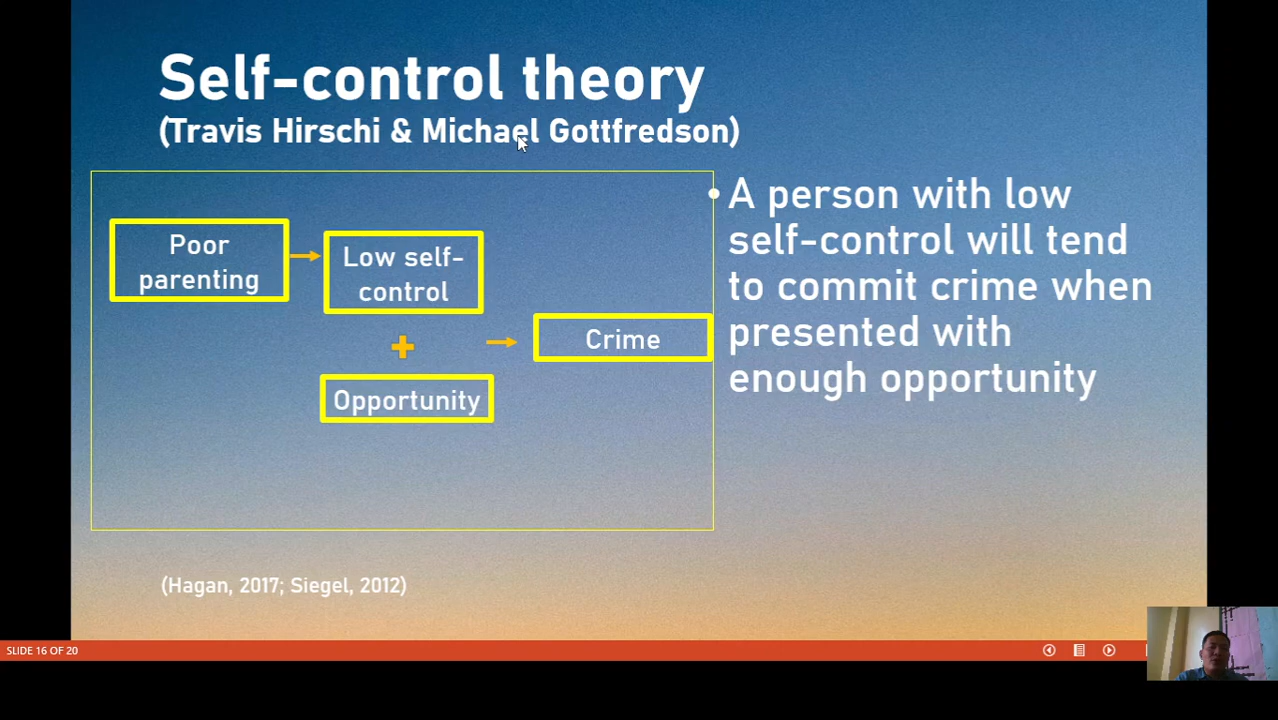 Self-control theory
(Travis Hirschi & Michael Gottfredson)
Poor
parenting
Low self-
control
Opportunity
Crime
• A person with low
self-control will tend
to commit crime when
presented with
enough opportunity
(Hagan, 2017; Siegel, 2012)
SLIDE 16 OF 20